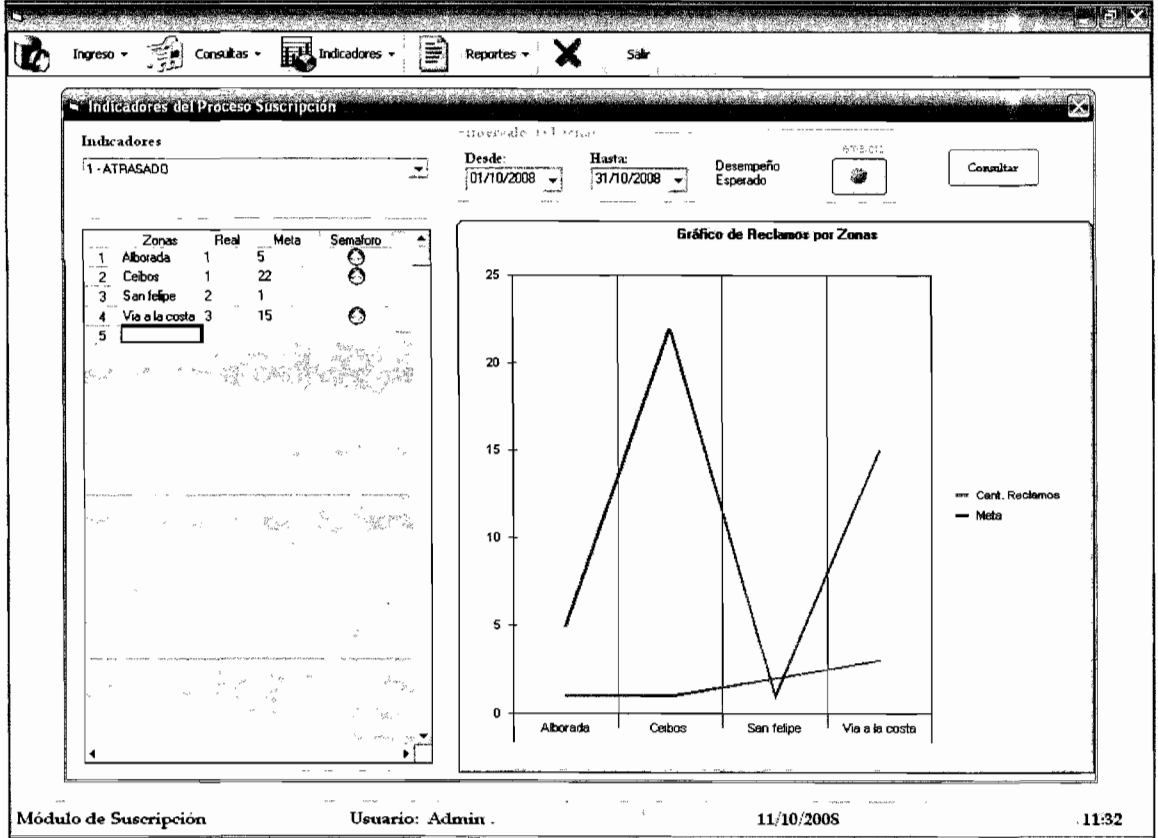 Ingreso Consultas Indicadores Reportes Salir
Indicadores del Proceso Suscripción
Indicadores
1 - ATRASADO
Desde:
01/10/2008
Hasta:
31/10/2008
Desempeño
Esperado
Consultar
Zonas Real Meta Semaforo
1 Alborada 1 5
2 Ceibos 1 22
3 San felipe 2 1
4 Via a la costa 3 15
5
Gráfico de Reclamos por Zonas
25
20
15
10
5
0
Alborada Ceibos San felipe Via a la costa
Cant. Reclamos
Meta
Módulo de Suscripción Usuario: Admin . 11/10/2008 11:32